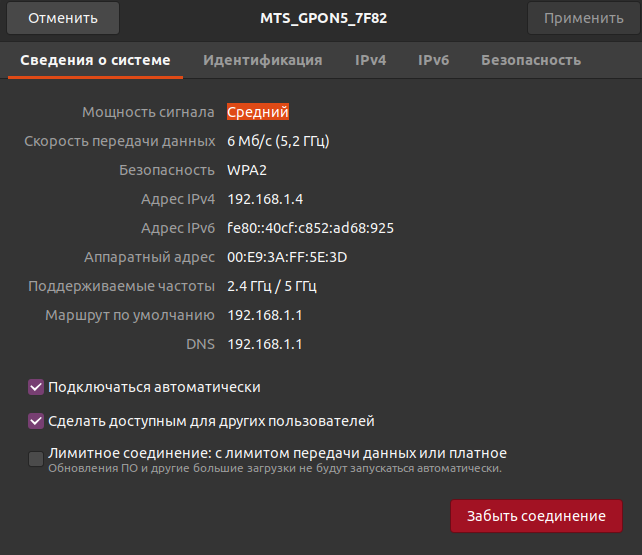 Отменить MTS_GPON5_7F82 Применить
Сведения о системе Идентификация IPv4 IPv6 Безопасность
Мощность сигнала Средний
Скорость передачи данных 6 Мб/с (5,2 ГГц)
Безопасность WPA2
Адрес IPv4 192.168.1.4
Адрес IPv6 fe80::40cf:c852:ad68:925
Аппаратный адрес 00:E9:3A:FF:5E:3D
Поддерживаемые частоты 2.4 ГГц / 5 ГГц
Маршрут по умолчанию 192.168.1.1
DNS 192.168.1.1
Подключаться автоматически
Сделать доступным для других пользователей
Лимитное соединение: с лимитом передачи данных или платное
Обновления ПО и другие большие загрузки не будут запускаться автоматически.
Забыть соединение